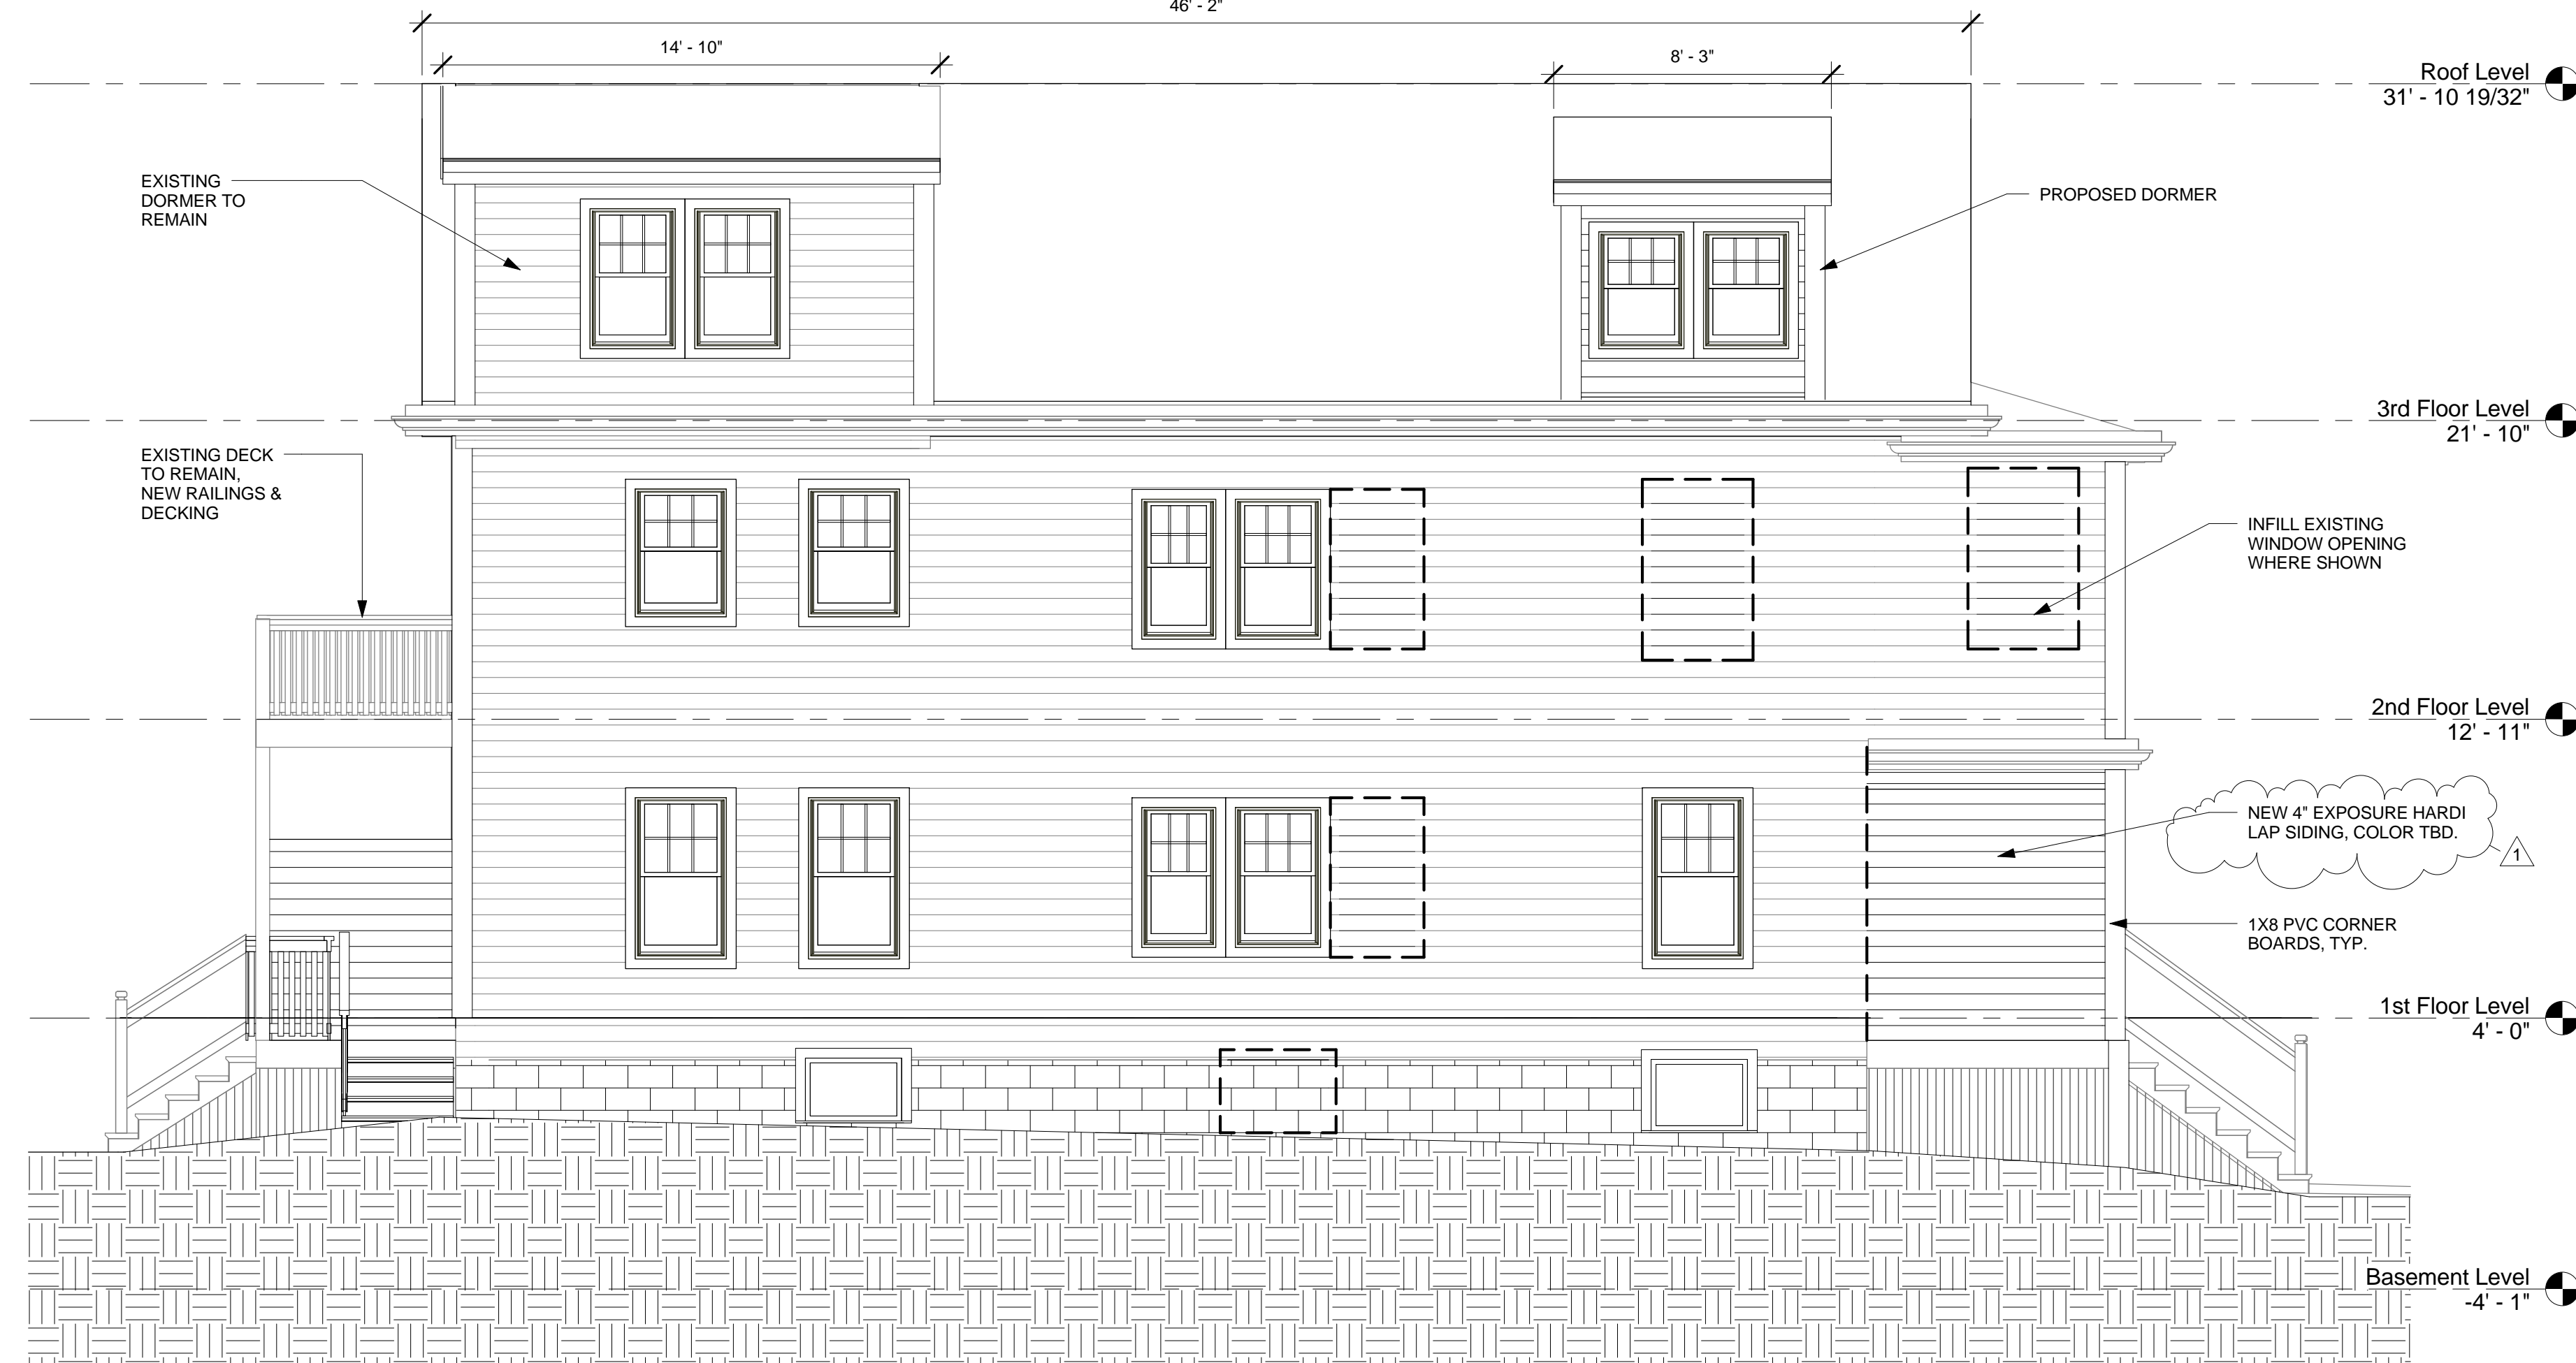 46' - 2"
14' - 10"
8' - 3"
Roof Level
31' - 10 19/32"
EXISTING
DORMER TO
REMAIN
PROPOSED DORMER
3rd Floor Level
21' - 10"
EXISTING DECK
TO REMAIN,
NEW RAILINGS &
DECKING
INFILL EXISTING
WINDOW OPENING
WHERE SHOWN
2nd Floor Level
12' - 11"
NEW 4" EXPOSURE HARDI
LAP SIDING, COLOR TBD.
1
1X8 PVC CORNER
BOARDS, TYP.
1st Floor Level
4' - 0"
Basement Level
-4' - 1"